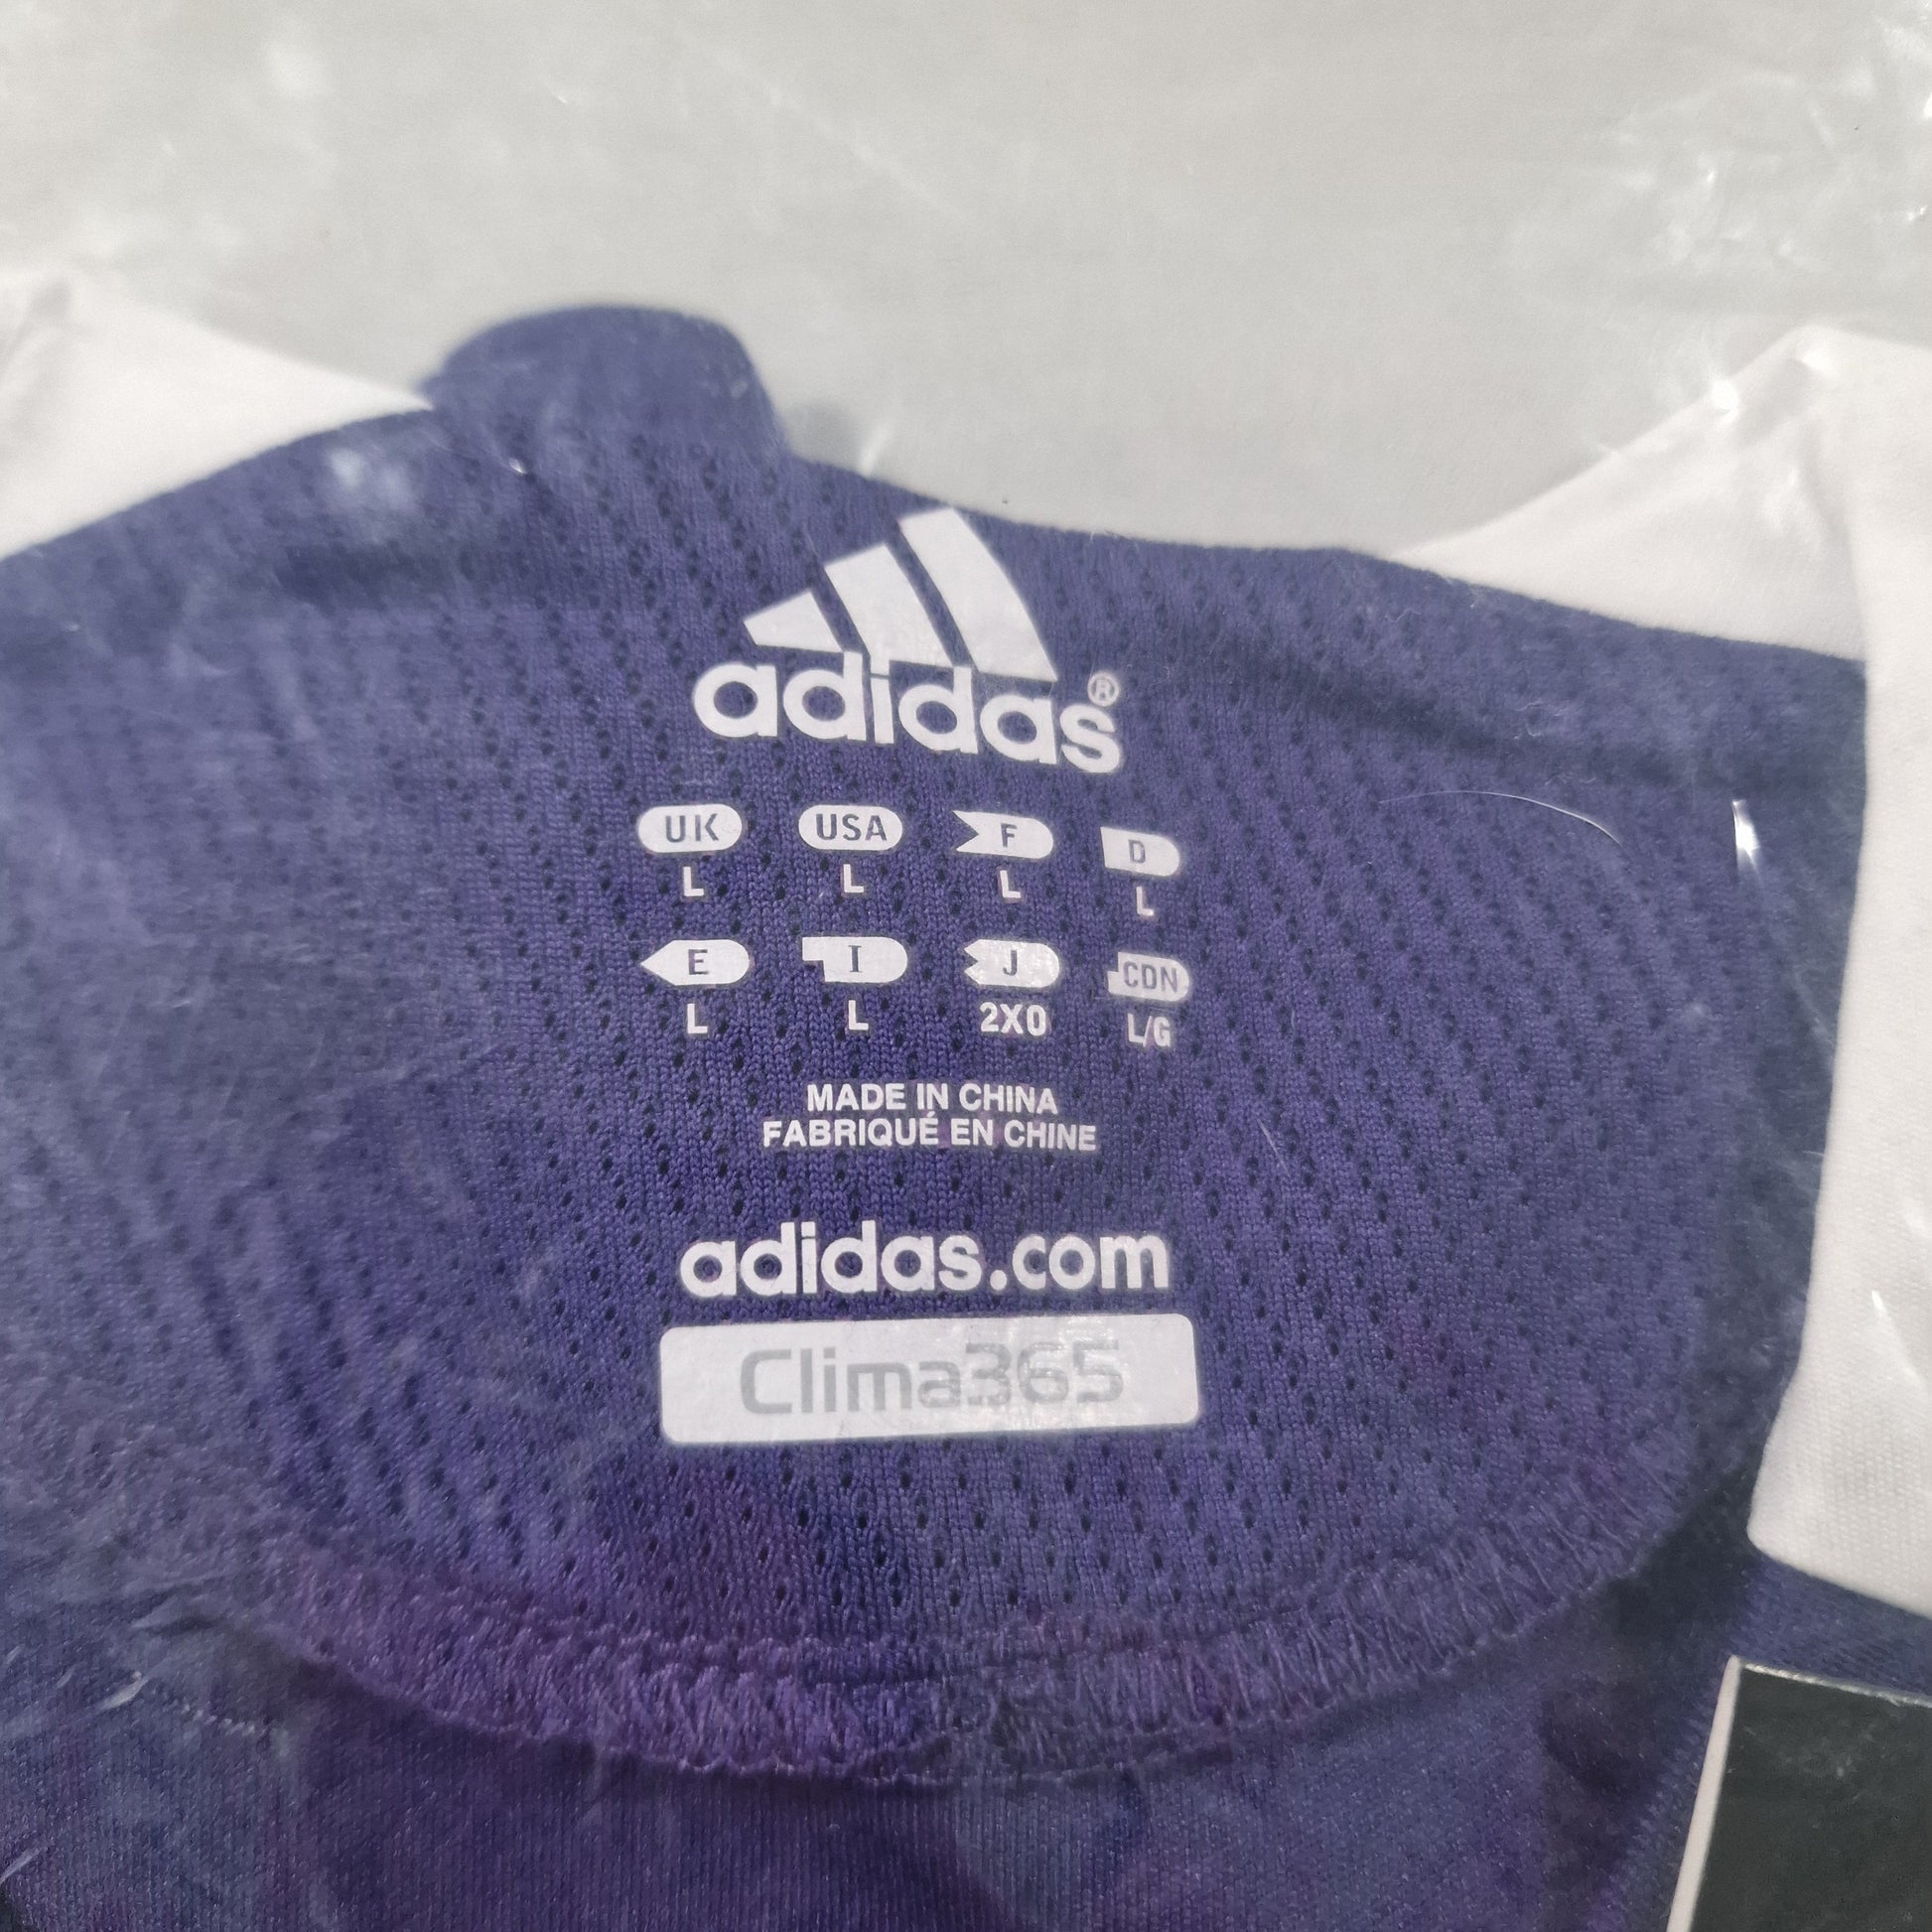 adidas®
UK USA F D
L L L L
E I J CDN
L L 2XO L/G
MADE IN CHINA
FABRIQUÉ EN CHINE
adidas.com
Clima365